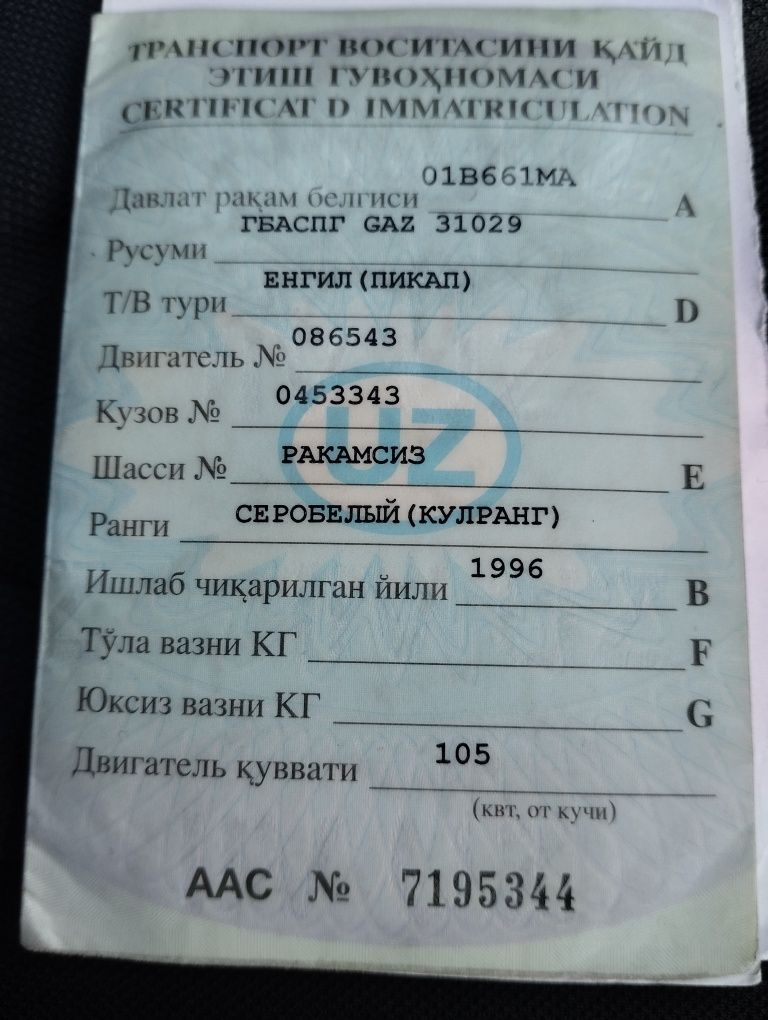 ТРАНСПОРТ ВОСИТАСИНИ ҚАЙД
ЭТИШ ГУВОҲНОМАСИ
CERTIFICAT D IMMATRICULATION
Давлат рақам белгиси 01B661MA A
Русуми ГБАСПГ GAZ 31029
Т/В тури ЕНГИЛ(ПИКАП) D
Двигатель № 086543
Кузов № 0453343
UZ
Шасси № РАКАМСИЗ E
Ранги СЕРОБЕЛЫЙ(КУЛРАНГ)
Ишлаб чиқарилган йили 1996 B
Тўла вазни КГ F
Юксиз вазни КГ G
Двигатель қуввати 105
(квт, от кучи)
ААС № 7195344